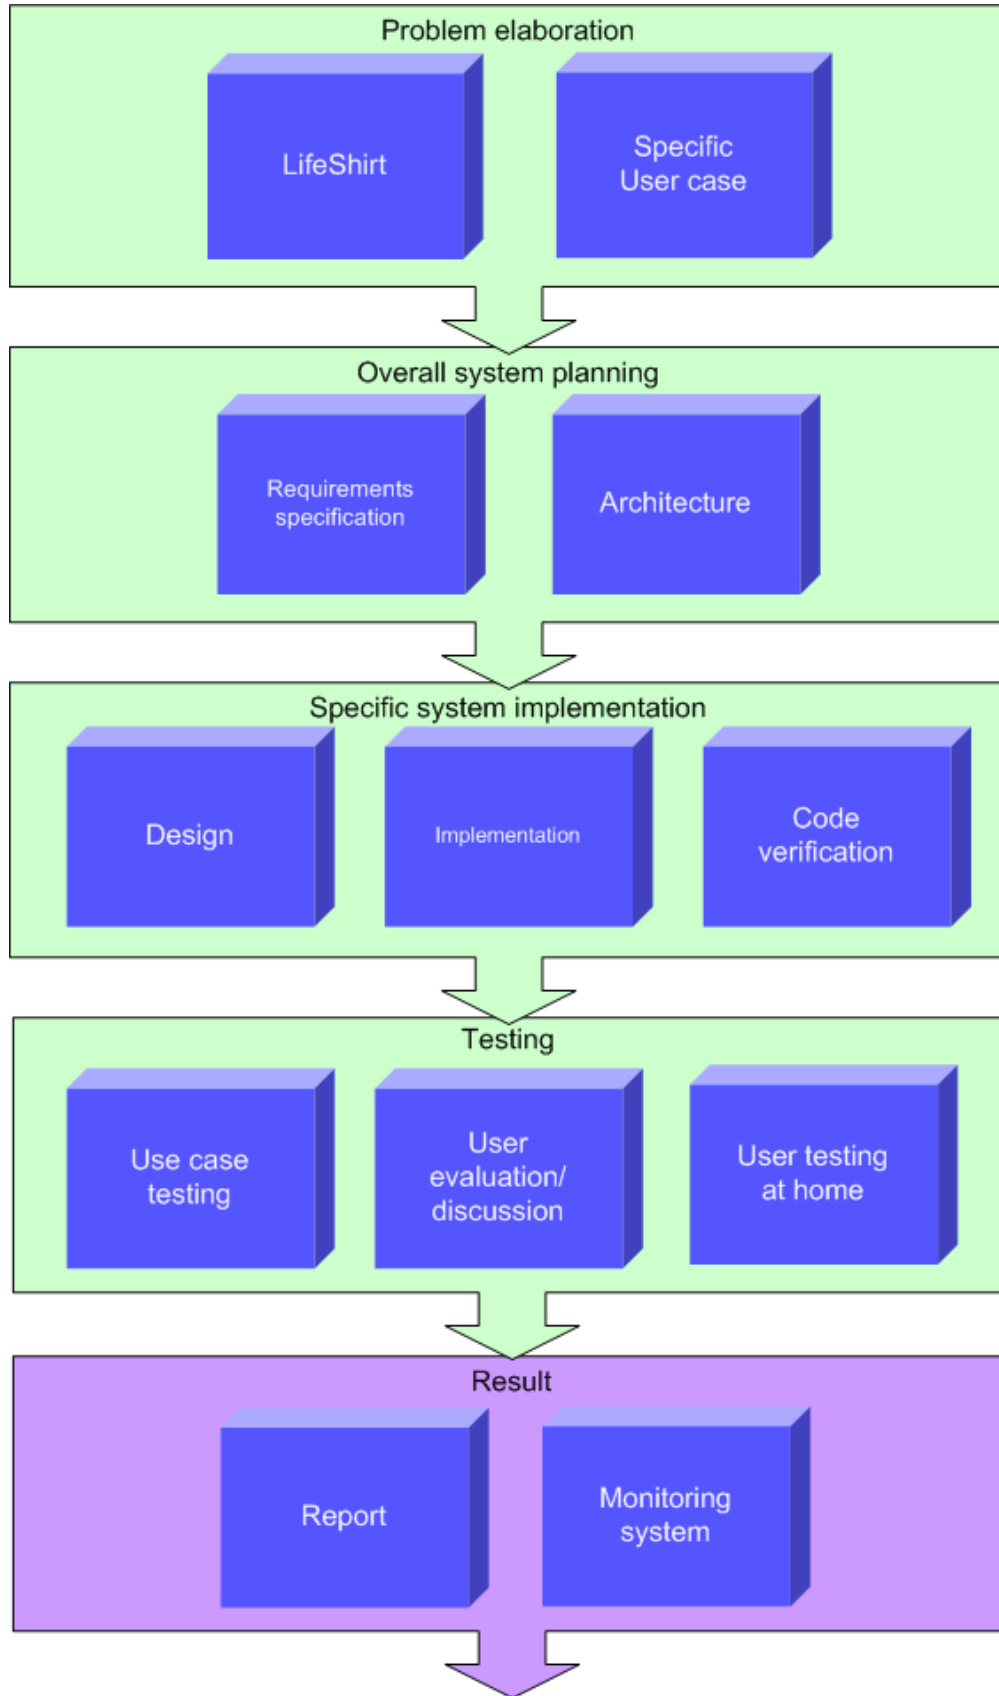 Problem elaboration
LifeShirt
Specific
User case
Overall system planning
Requirements
specification
Architecture
Specific system implementation
Design
Implementation
Code
verification
Testing
Use case
testing
User
evaluation/
discussion
User testing
at home
Result
Report
Monitoring
system